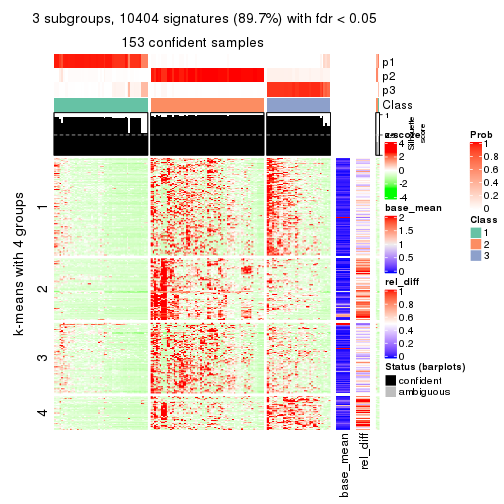 3 subgroups, 10404 signatures (89.7%) with fdr < 0.05
153 confident samples
p1
p2
p3
Class
1
Silhouette
score
k-means with 4 groups
1
2
3
4
base_mean
rel_diff
z-score
4
2
0
-2
-4
base_mean
2
1.5
1
0.5
0
rel_diff
1
0.8
0.6
0.4
0.2
0
Status (barplots)
confident
ambiguous
Prob
1
0.8
0.6
0.4
0.2
0
Class
1
2
3